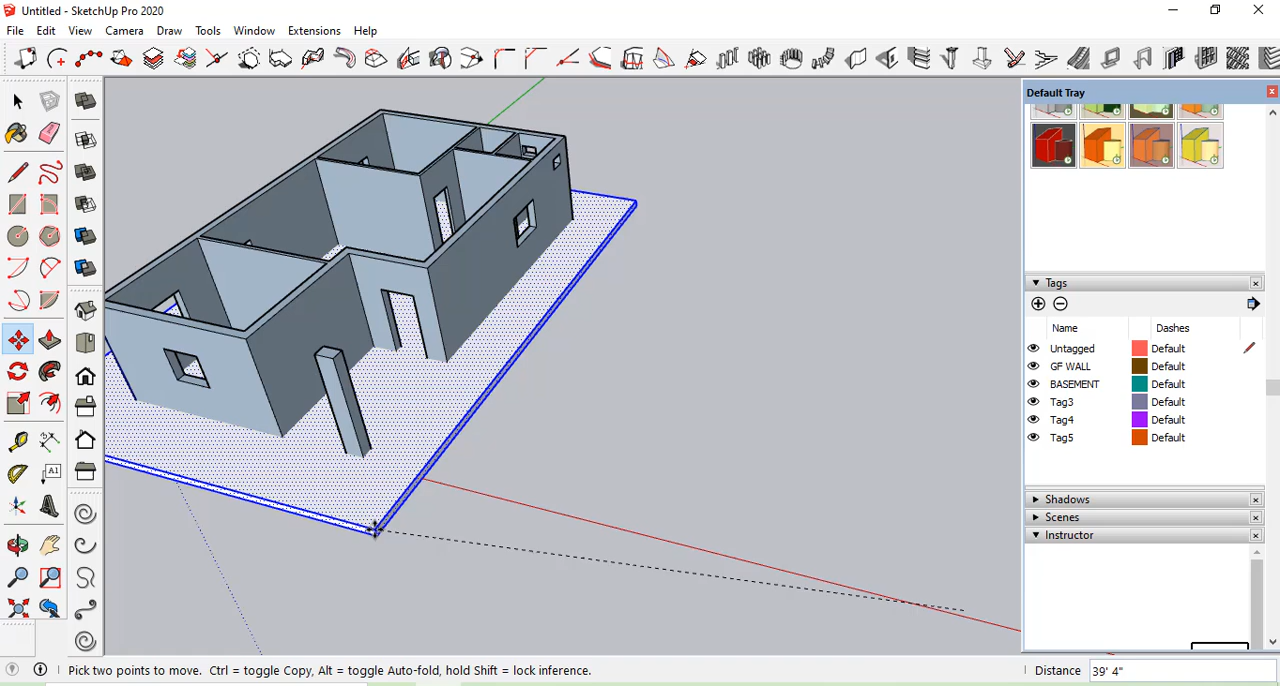 Untitled - SketchUp Pro 2020
File Edit View Camera Draw Tools Window Extensions Help
Default Tray
Tags
Name Dashes
Untagged Default
GF WALL Default
BASEMENT Default
Tag3 Default
Tag4 Default
Tag5 Default
Shadows
Scenes
Instructor
A1
Pick two points to move. Ctrl = toggle Copy, Alt = toggle Auto-fold, hold Shift = lock inference.
Distance 39' 4"